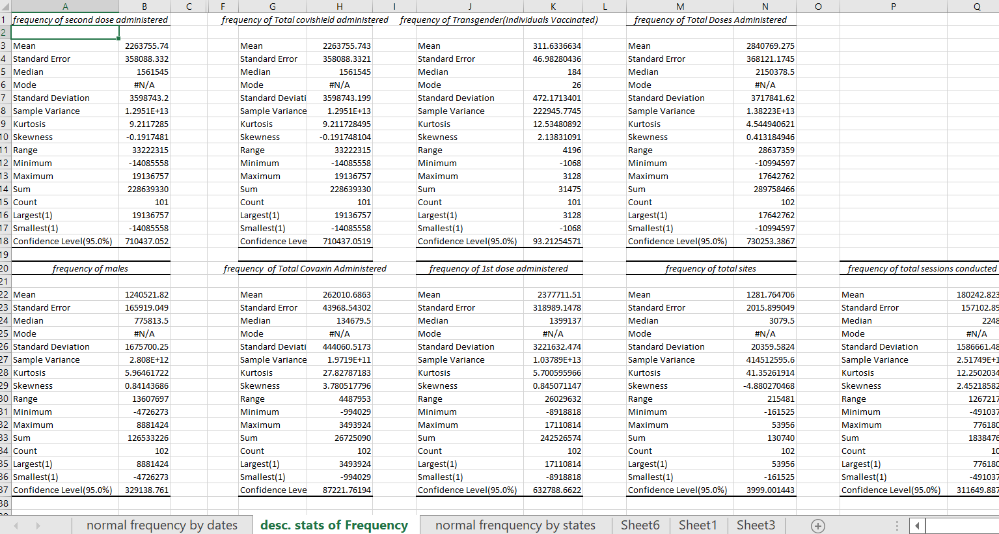 A B C F G H I J K L M N O P Q
1 frequency of second dose administered frequency of Total covishield administered frequency of Transgender(Individuals Vaccinated) frequency of Total Doses Administered
2
3 Mean 2263755.74 Mean 2263755.743 Mean 311.6336634 Mean 2840769.275
4 Standard Error 358088.332 Standard Error 358088.3321 Standard Error 46.98280436 Standard Error 368121.1745
5 Median 1561545 Median 1561545 Median 184 Median 2150378.5
6 Mode #N/A Mode #N/A Mode 26 Mode #N/A
7 Standard Deviation 3598743.2 Standard Deviati 3598743.199 Standard Deviation 472.1713401 Standard Deviation 3717841.62
8 Sample Variance 1.2951E+13 Sample Variance 1.2951E+13 Sample Variance 222945.7745 Sample Variance 1.38223E+13
9 Kurtosis 9.2117285 Kurtosis 9.211728495 Kurtosis 12.53480892 Kurtosis 4.544940621
10 Skewness -0.1917481 Skewness -0.191748104 Skewness 2.13831091 Skewness 0.413184946
11 Range 33222315 Range 33222315 Range 4196 Range 28637359
12 Minimum -14085558 Minimum -14085558 Minimum -1068 Minimum -10994597
13 Maximum 19136757 Maximum 19136757 Maximum 3128 Maximum 17642762
14 Sum 228639330 Sum 228639330 Sum 31475 Sum 289758466
15 Count 101 Count 101 Count 101 Count 102
16 Largest(1) 19136757 Largest(1) 19136757 Largest(1) 3128 Largest(1) 17642762
17 Smallest(1) -14085558 Smallest(1) -14085558 Smallest(1) -1068 Smallest(1) -10994597
18 Confidence Level(95.0%) 710437.052 Confidence Leve 710437.0519 Confidence Level(95.0%) 93.21254571 Confidence Level(95.0%) 730253.3867
19
20 frequency of males frequency of Total Covaxin Administered frequency of 1st dose administered frequency of total sites frequency of total sessions conducted
21
22 Mean 1240521.82 Mean 262010.6863 Mean 2377711.51 Mean 1281.764706 Mean 180242.823
23 Standard Error 165919.049 Standard Error 43968.54302 Standard Error 318989.1478 Standard Error 2015.899049 Standard Error 157102.89
24 Median 775813.5 Median 134679.5 Median 1399137 Median 3079.5 Median 2248
25 Mode #N/A Mode #N/A Mode #N/A Mode #N/A Mode #N/A
26 Standard Deviation 1675700.25 Standard Deviati 444060.5173 Standard Deviation 3221632.474 Standard Deviation 20359.5824 Standard Deviation 1586661.48
27 Sample Variance 2.808E+12 Sample Variance 1.9719E+11 Sample Variance 1.03789E+13 Sample Variance 414512595.6 Sample Variance 2.51749E+1
28 Kurtosis 5.96461722 Kurtosis 27.82787183 Kurtosis 5.700595966 Kurtosis 41.35261914 Kurtosis 12.2502034
29 Skewness 0.84143686 Skewness 3.780517796 Skewness 0.845071147 Skewness -4.880270468 Skewness 2.45218582
30 Range 13607697 Range 4487953 Range 26029632 Range 215481 Range 1267217
31 Minimum -4726273 Minimum -994029 Minimum -8918818 Minimum -161525 Minimum -491037
32 Maximum 8881424 Maximum 3493924 Maximum 17110814 Maximum 53956 Maximum 776180
33 Sum 126533226 Sum 26725090 Sum 242526574 Sum 130740 Sum 1838476
34 Count 102 Count 102 Count 102 Count 102 Count 10
35 Largest(1) 8881424 Largest(1) 3493924 Largest(1) 17110814 Largest(1) 53956 Largest(1) 776180
36 Smallest(1) -4726273 Smallest(1) -994029 Smallest(1) -8918818 Smallest(1) -161525 Smallest(1) -491037
37 Confidence Level(95.0%) 329138.761 Confidence Leve 87221.76194 Confidence Level(95.0%) 632788.6622 Confidence Level(95.0%) 3999.001443 Confidence Level(95.0%) 311649.887
38
normal frequency by dates desc. stats of Frequency normal frenquency by states Sheet6 Sheet1 Sheet3